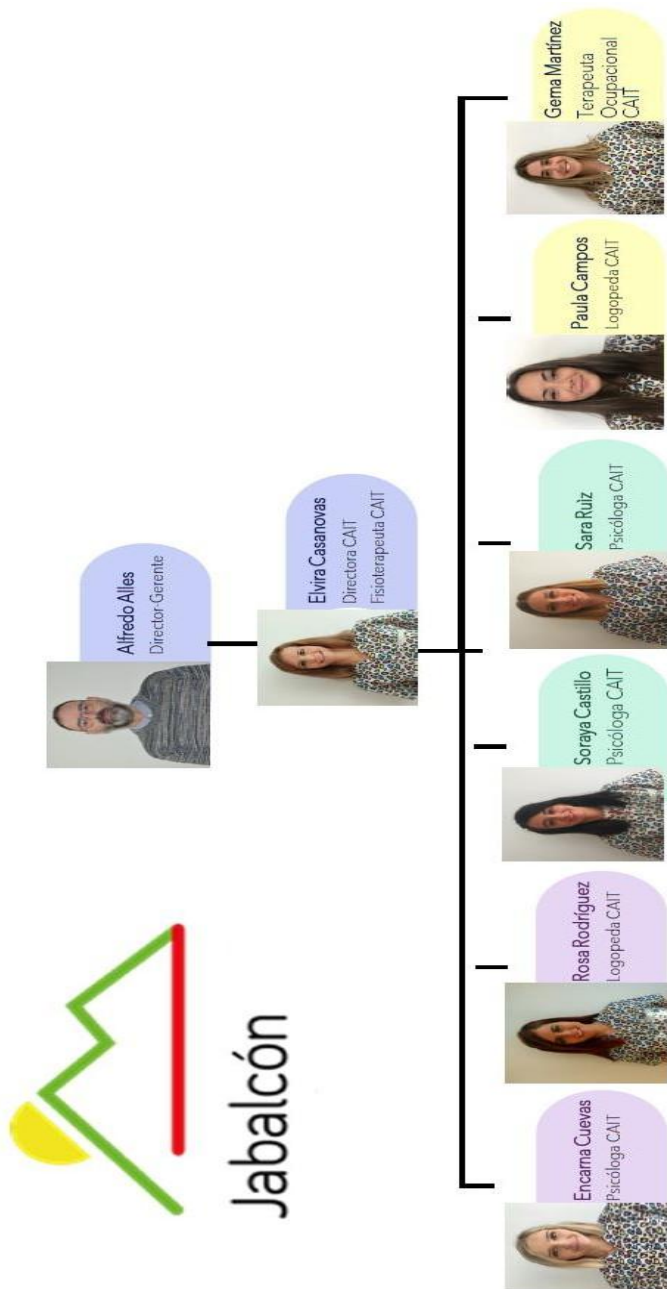 Jabalcón
Alfredo Alles
Director-Gerente
Elvira Casanovas
Directora CAIT
Fisioterapeuta CAIT
Encarna Cuevas
Psicóloga CAIT
Rosa Rodríguez
Logopeda CAIT
Soraya Castillo
Psicóloga CAIT
Sara Ruìz
Psicóloga CAIT
Paula Campos
Logopeda CAIT
Gema Martínez
Terapeuta
Ocupacional
CAIT